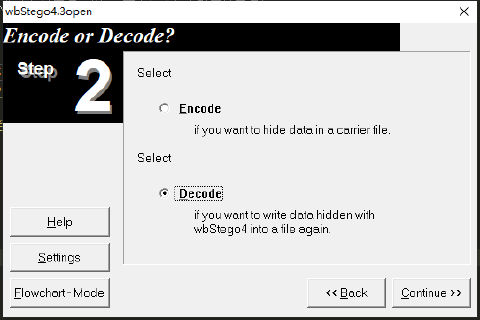 wbStego4.3open
Encode or Decode?
Step 2
Select
Encode
if you want to hide data in a carrier file.
Select
Decode
if you want to write data hidden with
wbStego4 into a file again.
Help
Settings
Flowchart-Mode
<< Back
Continue >>